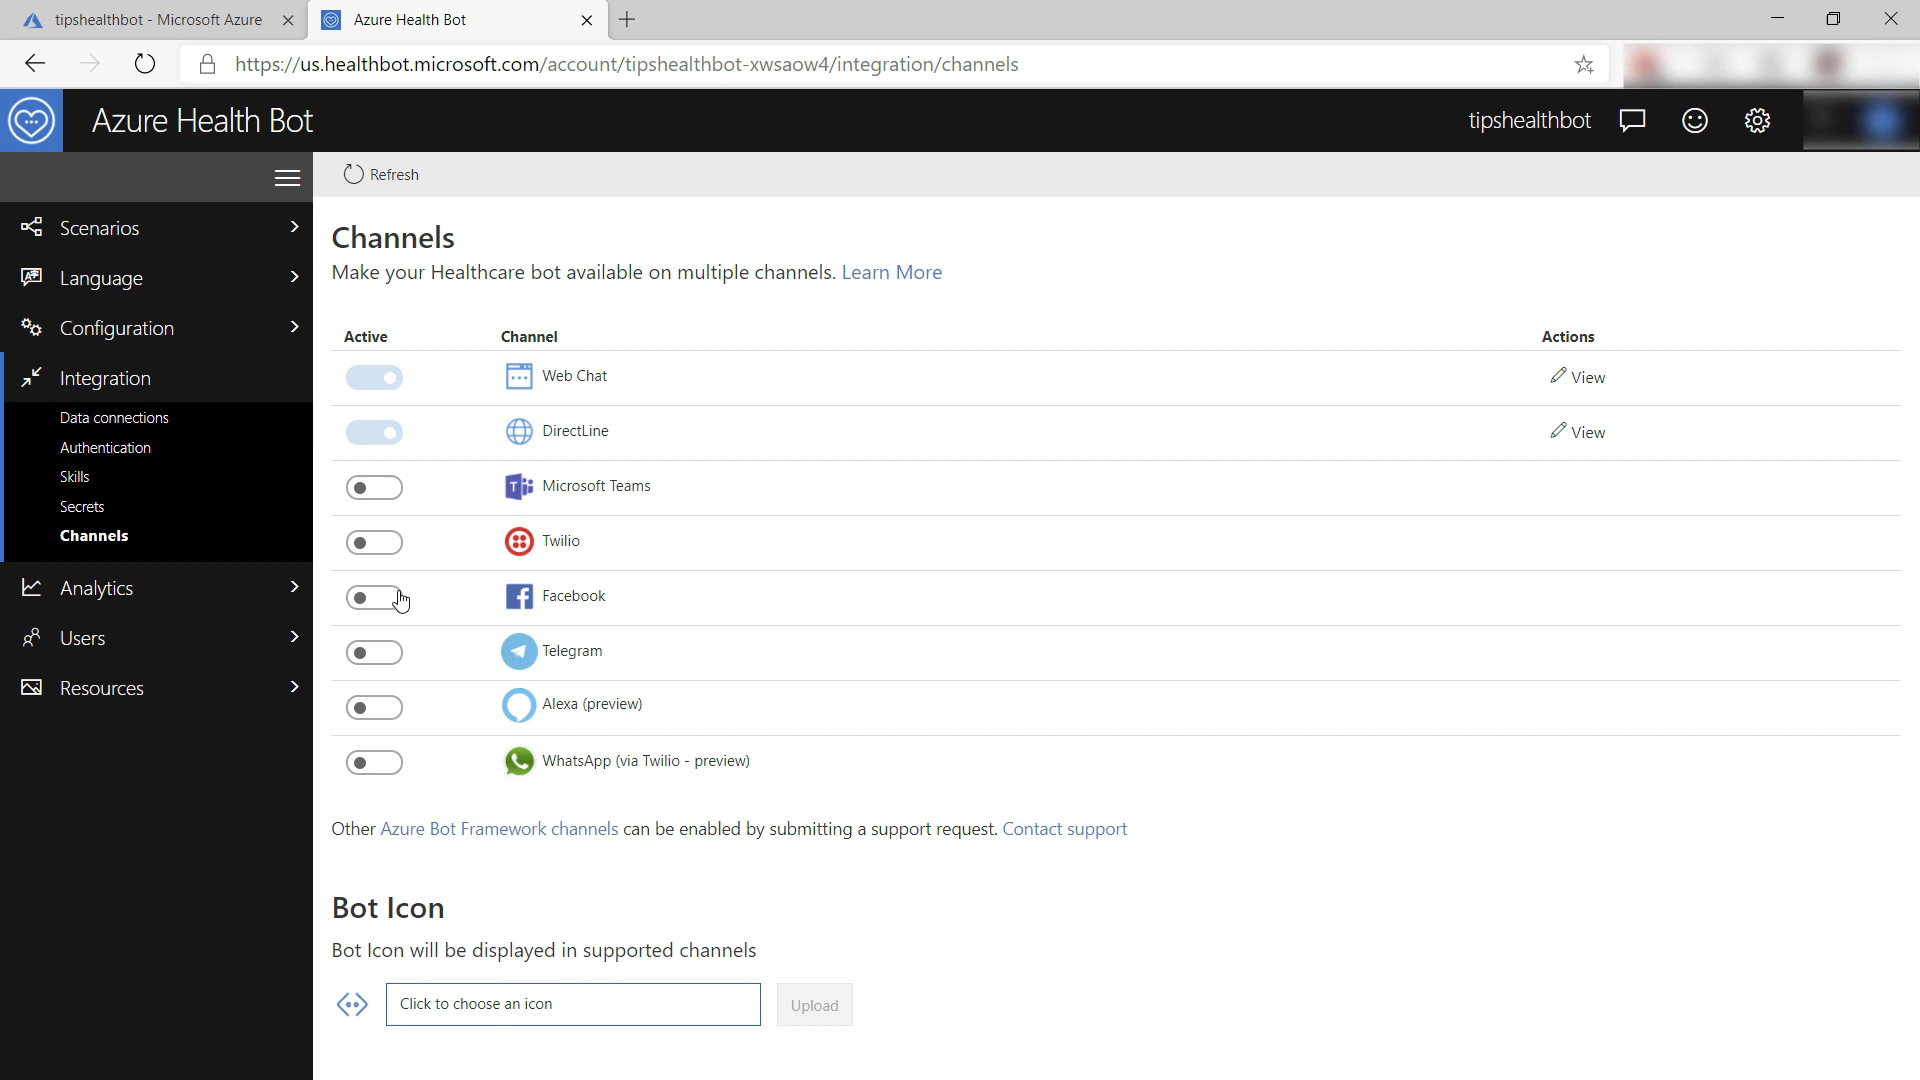 tipshealthbot - Microsoft Azure
Azure Health Bot
https://us.healthbot.microsoft.com/account/tipshealthbot-xwsaow4/integration/channels
Azure Health Bot
tipshealthbot
Refresh
Scenarios
Language
Configuration
Integration
Data connections
Authentication
Skills
Secrets
Channels
Analytics
Users
Resources
Channels
Make your Healthcare bot available on multiple channels. Learn More
Active Channel Actions
Web Chat View
DirectLine View
Microsoft Teams
Twilio
Facebook
Telegram
Alexa (preview)
WhatsApp (via Twilio - preview)
Other Azure Bot Framework channels can be enabled by submitting a support request. Contact support
Bot Icon
Bot Icon will be displayed in supported channels
Click to choose an icon Upload